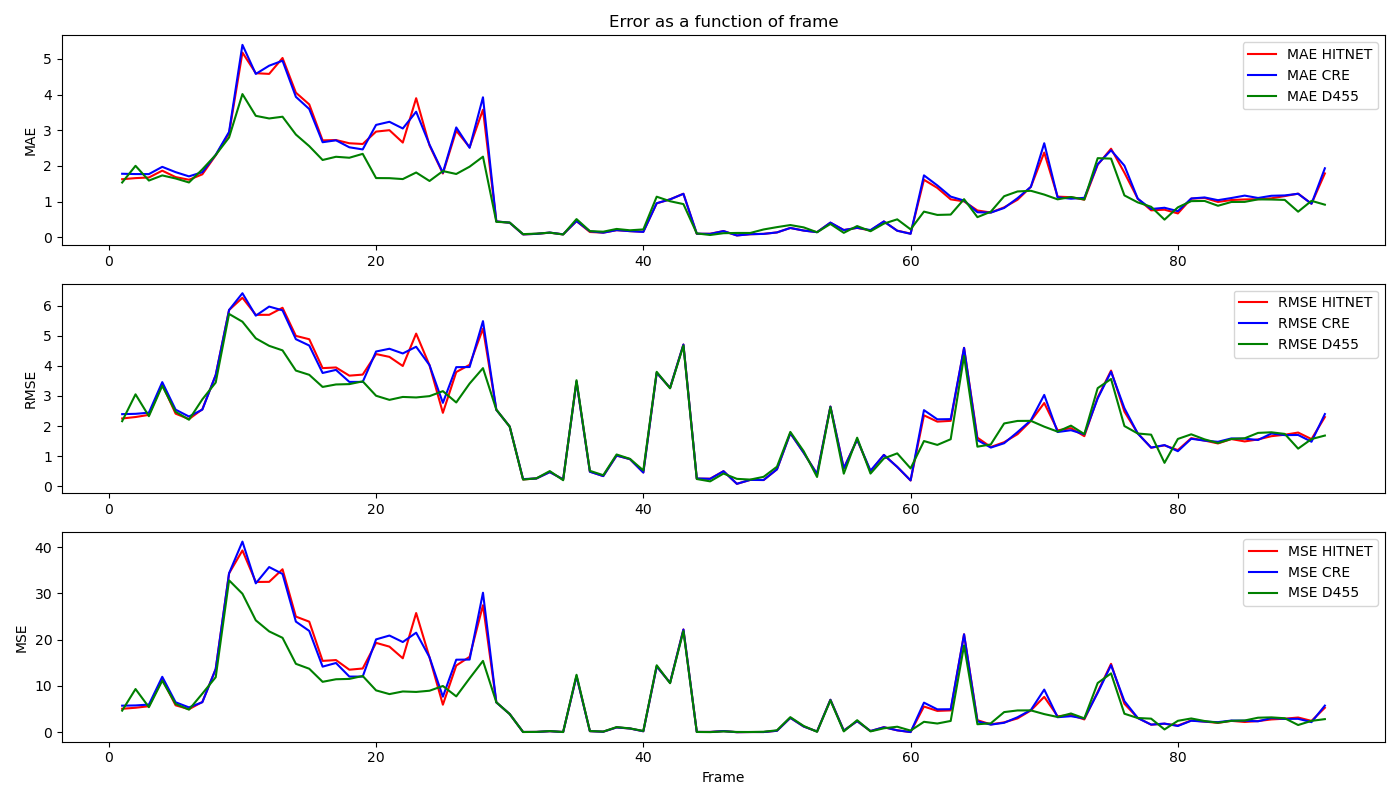 Error as a function of frame
MAE
5
4
3
2
1
0
MAE HITNET
MAE CRE
MAE D455
0 20 40 60 80
RMSE
6
5
4
3
2
1
0
RMSE HITNET
RMSE CRE
RMSE D455
0 20 40 60 80
MSE
40
30
20
10
0
MSE HITNET
MSE CRE
MSE D455
0 20 40 60 80
Frame